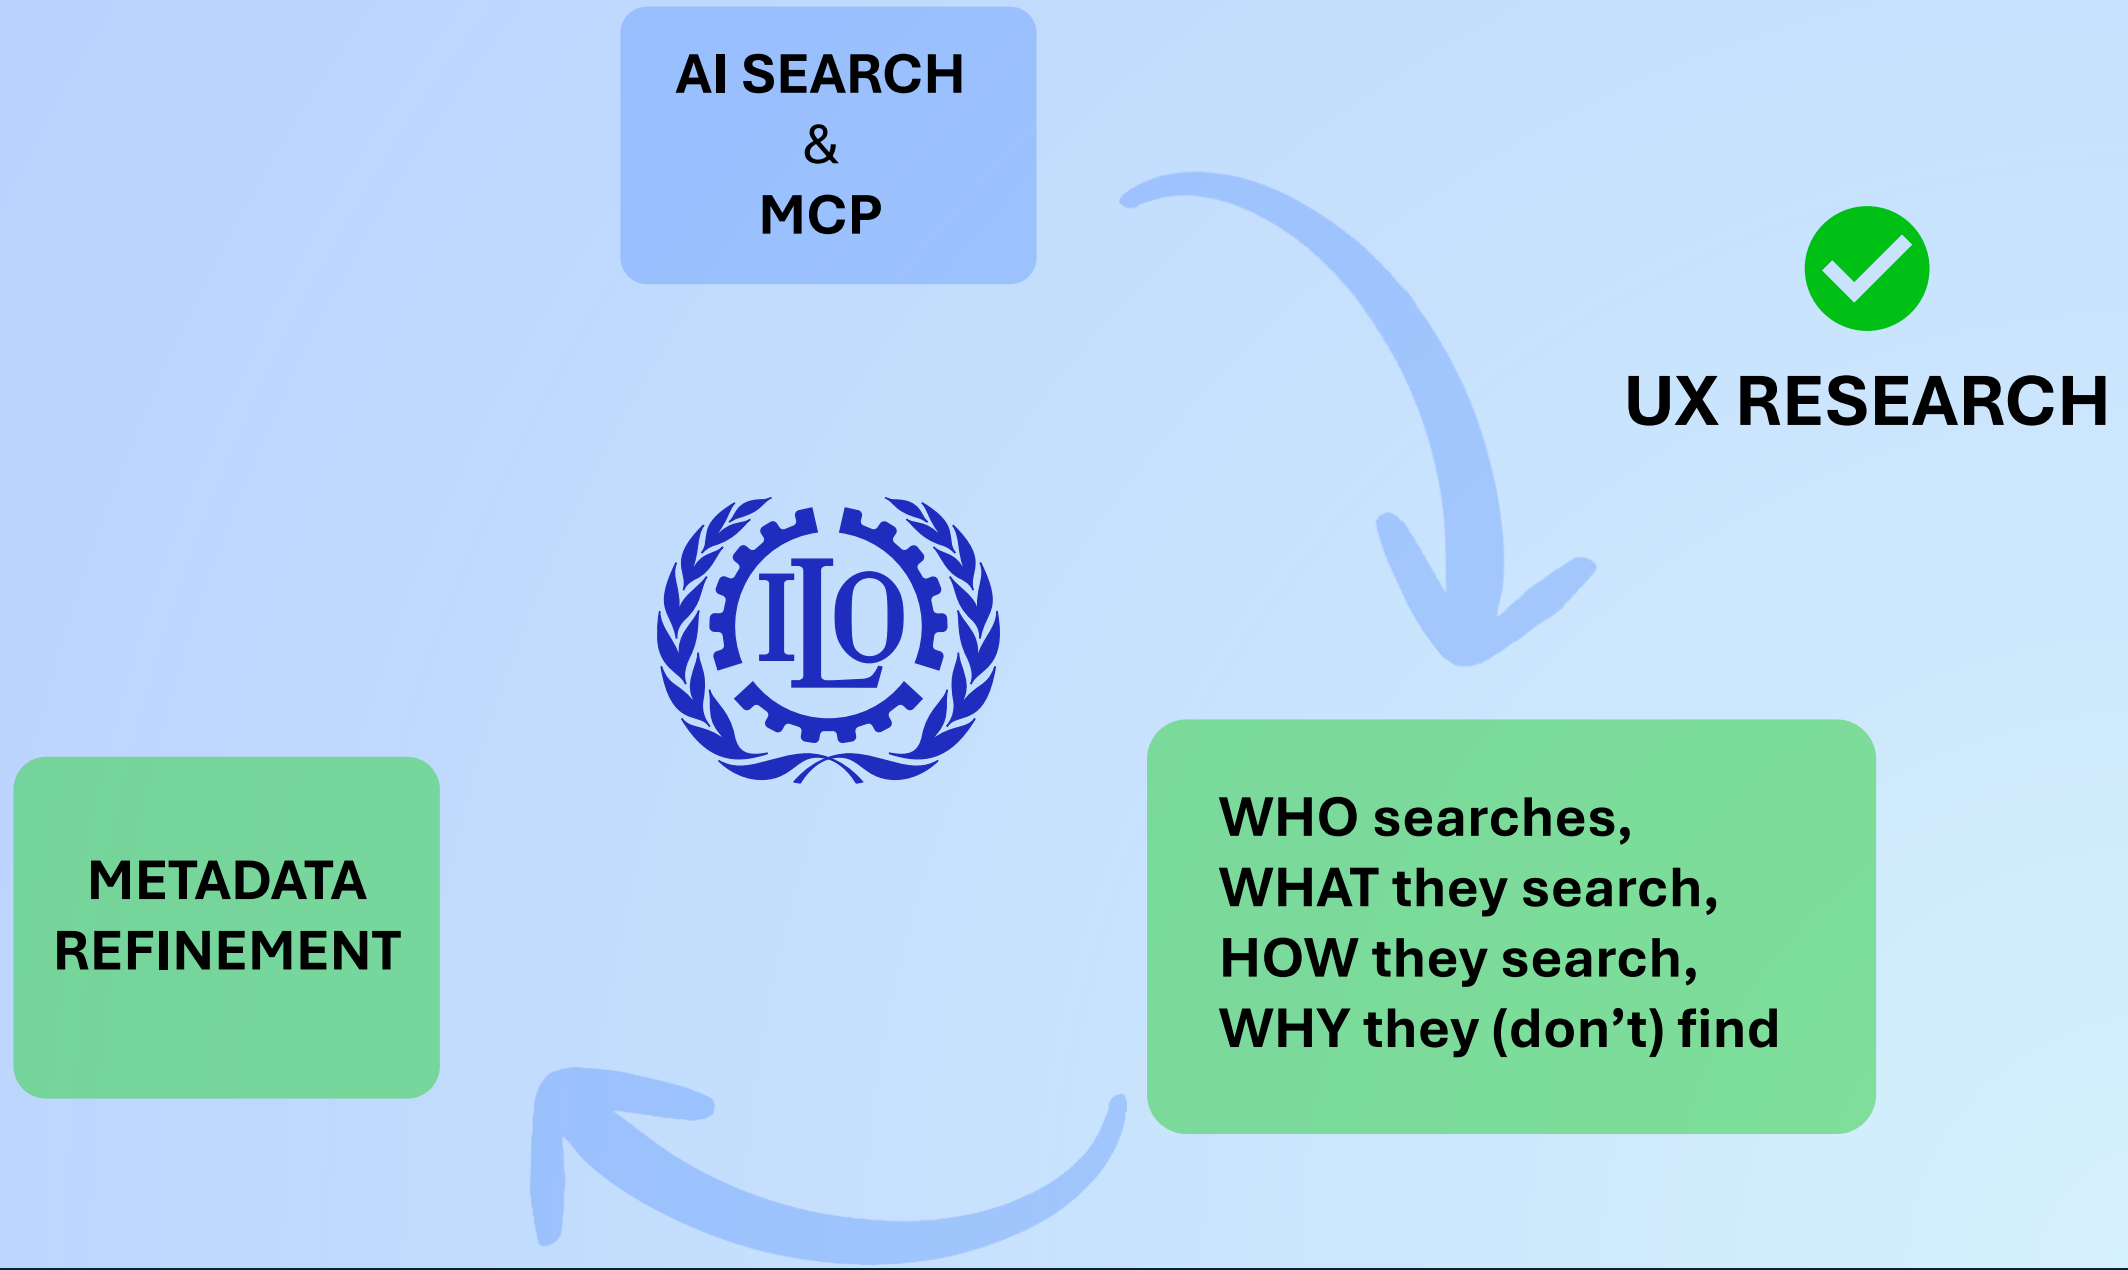 AI SEARCH
&
MCP
UX RESEARCH
ILO
WHO searches,
WHAT they search,
HOW they search,
WHY they (don’t) find
METADATA
REFINEMENT